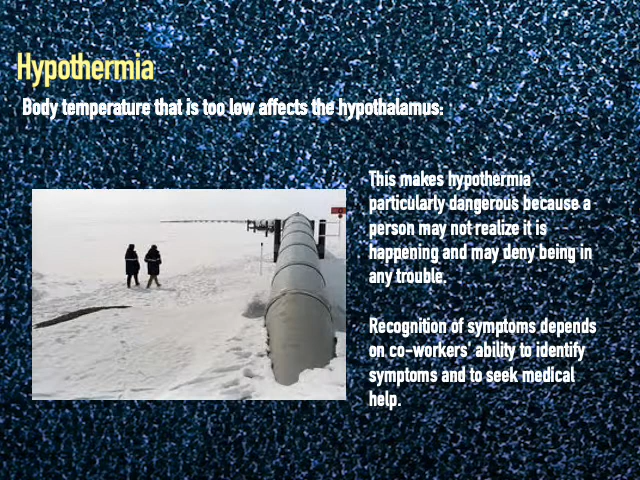 Hypothermia
Body temperature that is too low affects the hypothalamus:
This makes hypothermia
particularly dangerous because a
person may not realize it is
happening and may deny being in
any trouble.
Recognition of symptoms depends
on co-workers' ability to identify
symptoms and to seek medical
help.